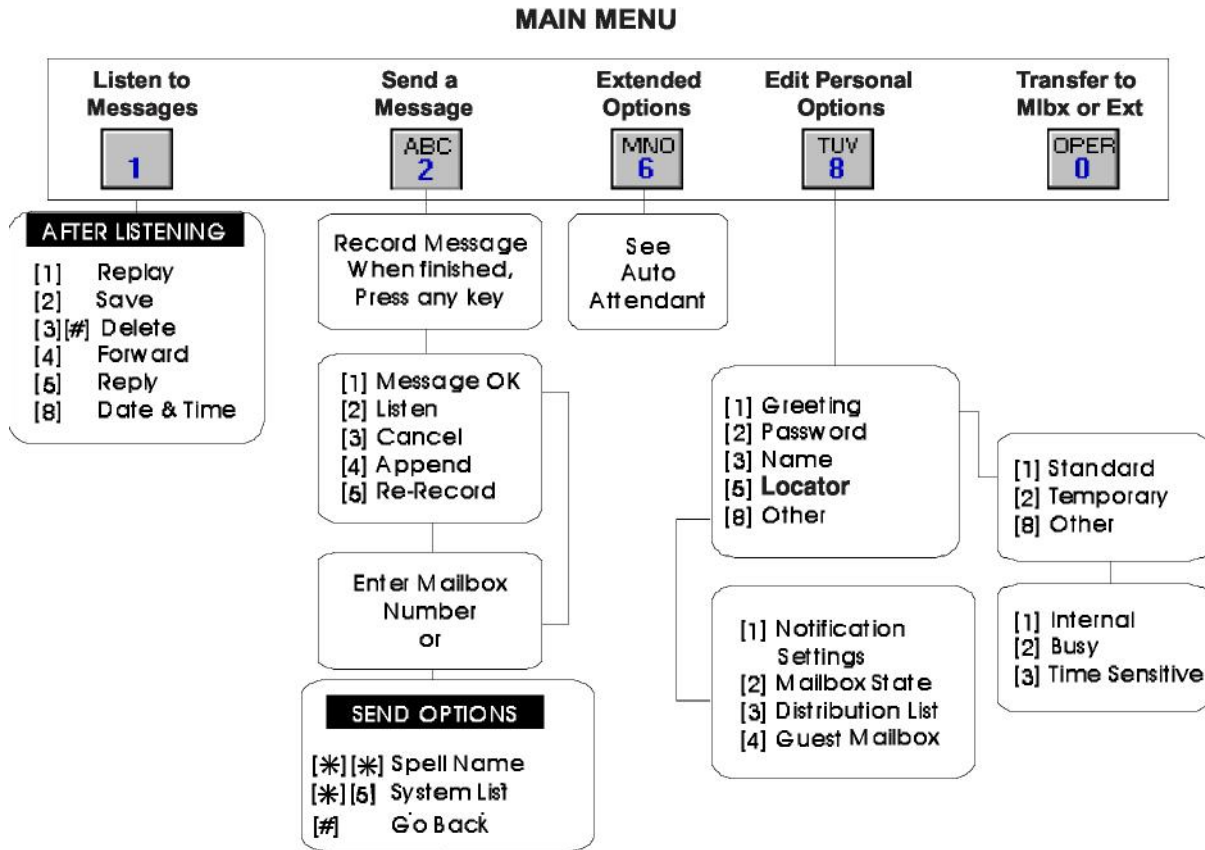 MAIN MENU
Listen to
Messages
1
Send a
Message
ABC
2
Extended
Options
MNO
6
Edit Personal
Options
TUV
8
Transfer to
Mlbx or Ext
OPER
0
AFTER LISTENING
[1] Replay
[2] Save
[3][#] Delete
[4] Forward
[5] Reply
[8] Date & Time
Record Message
When finished,
Press any key
[1] Message OK
[2] Listen
[3] Cancel
[4] Append
[5] Re-Record
Enter Mailbox
Number
or
SEND OPTIONS
[*][*] Spell Name
[*][5] System List
[#] Go Back
See
Auto
Attendant
[1] Greeting
[2] Password
[3] Name
[5] Locator
[8] Other
[1] Notification
Settings
[2] Mailbox State
[3] Distribution List
[4] Guest Mailbox
[1] Standard
[2] Temporary
[8] Other
[1] Internal
[2] Busy
[3] Time Sensitive